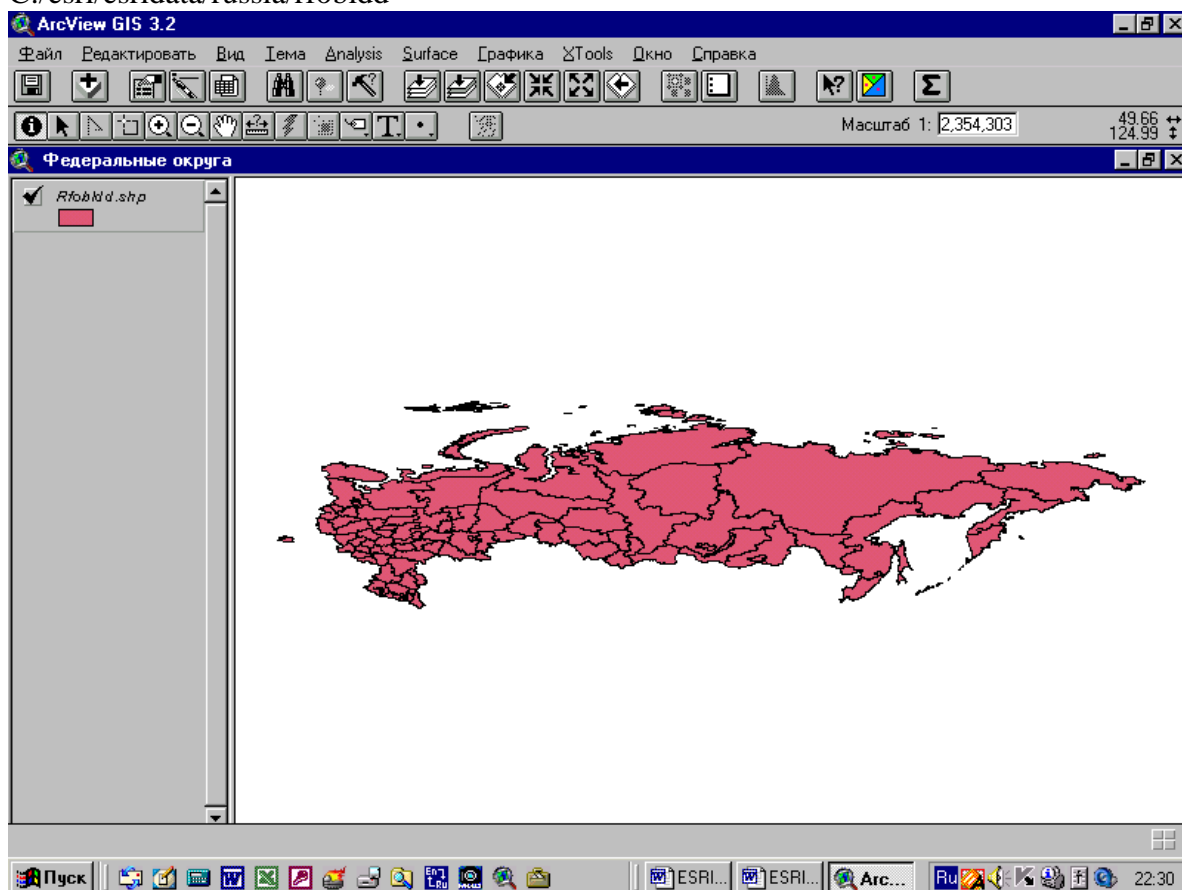 C:/esri/esridata/russia/rfobldd
ArcView GIS 3.2
Файл Редактировать Вид Тема Analysis Surface Графика XTools Окно Справка
Масштаб 1: 2,354,303 49.66
124.99
Федеральные округа
Rfobldd.shp
Пуск ESRI... ESRI... Arc... Ru 22:30